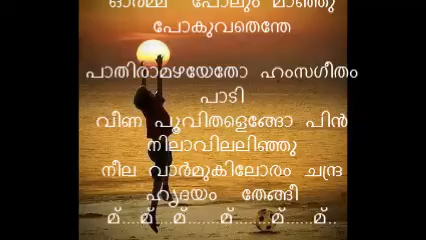 ഓർമ്മ പോലും മാഞ്ഞു
പോകുവതെന്തേ
പാതിരാമഴയേതോ ഹംസഗീതം
പാടി
വീണ പൂവിതളെങ്ങോ പിൻ
നിലാവിലലിഞ്ഞു
നീല വാർമുകിലോരം ചന്ദ്ര
ഹൃദയം തേങ്ങീ
മ്....മ്....മ്.......മ്.......മ്......മ്..